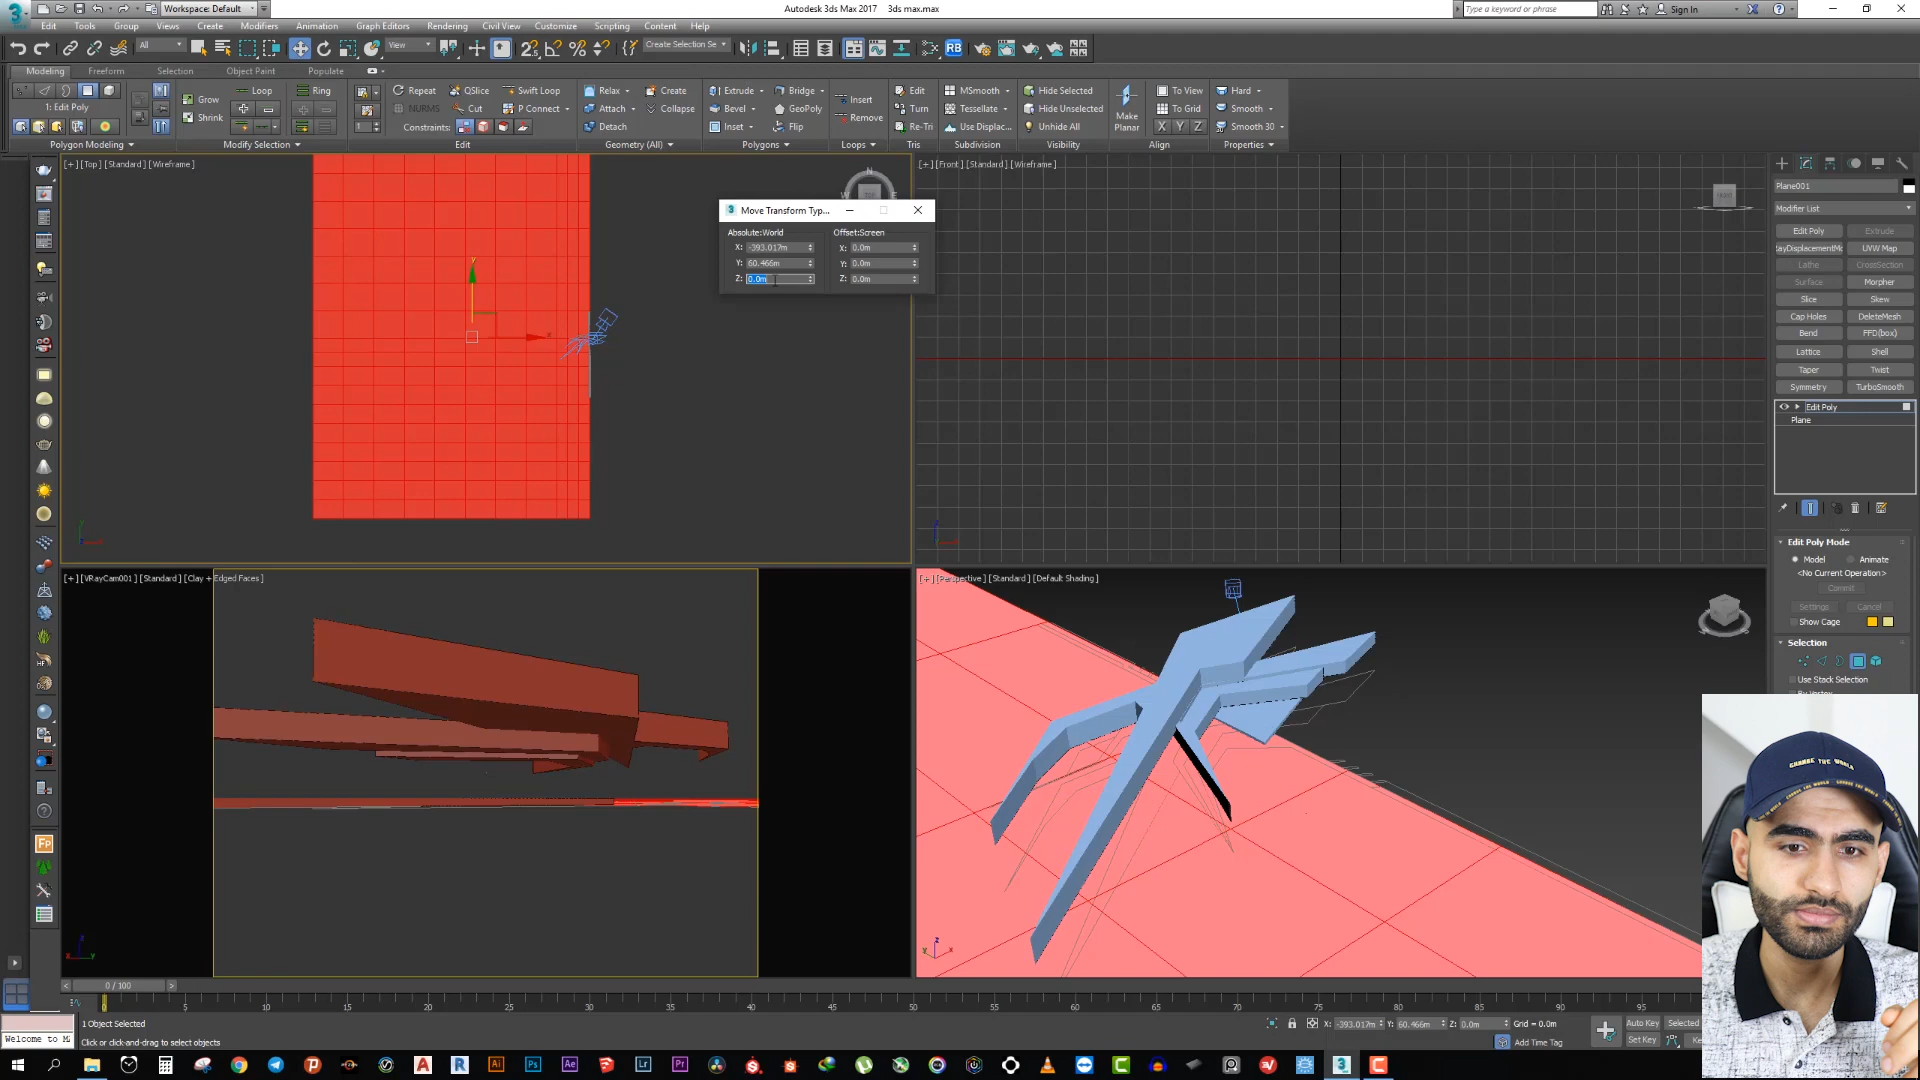 Workspace: Default
Autodesk 3ds Max 2017    3ds max.max
Type a keyword or phrase
Sign In
Edit Tools Group Views Create Modifiers Animation Graph Editors Rendering Civil View Customize Scripting Content Help
All
View
Create Selection Se
RB
Modeling Freeform Selection Object Paint Populate
1: Edit Poly
Polygon Modeling
Grow
Shrink
Loop
Ring
Modify Selection
Repeat
QSlice
Swift Loop
NURMS
Cut
P Connect
Constraints:
Edit
Relax
Create
Attach
Collapse
Detach
Geometry (All)
Extrude
Bridge
Bevel
GeoPoly
Inset
Flip
Polygons
Insert
Remove
Loops
Edit
Turn
Re-Tri
Tris
MSmooth
Tessellate
Use Displac...
Subdivision
Hide Selected
Hide Unselected
Unhide All
Visibility
Make
Planar
To View
To Grid
X Y Z
Align
Hard
Smooth
Smooth 30
Properties
[+] [Top] [Standard] [Wireframe]
N
W
E
Move Transform Typ...
Absolute:World
Offset:Screen
X: -393.017m
X: 0.0m
Y: 60.466m
Y: 0.0m
Z: 0.0m
Z: 0.0m
[+] [Front] [Standard] [Wireframe]
[+] [VRayCam001] [Standard] [Clay + Edged Faces]
[+] [Perspective] [Standard] [Default Shading]
Plane001
Modifier List
Edit Poly
Extrude
UVW Map
Lathe
CrossSection
Surface
Morpher
Slice
Skew
Cap Holes
DeleteMesh
Bend
FFD(box)
Lattice
Shell
Taper
Twist
Symmetry
TurboSmooth
Edit Poly
Plane
Edit Poly Mode
Model
Animate
<No Current Operation>
Commit
Settings
Cancel
Show Cage
Selection
Use Stack Selection
CHANGE THE WORLD
0 / 100
0 5 10 15 20 25 30 35 40 45 50 55 60 65 70 75 80 85 90 95
1 Object Selected
Click or click-and-drag to select objects
Welcome to M
X: -393.017m Y: 60.466m Z: 0.0m Grid = 0.0m
Add Time Tag
Auto Key
Selected
Set Key